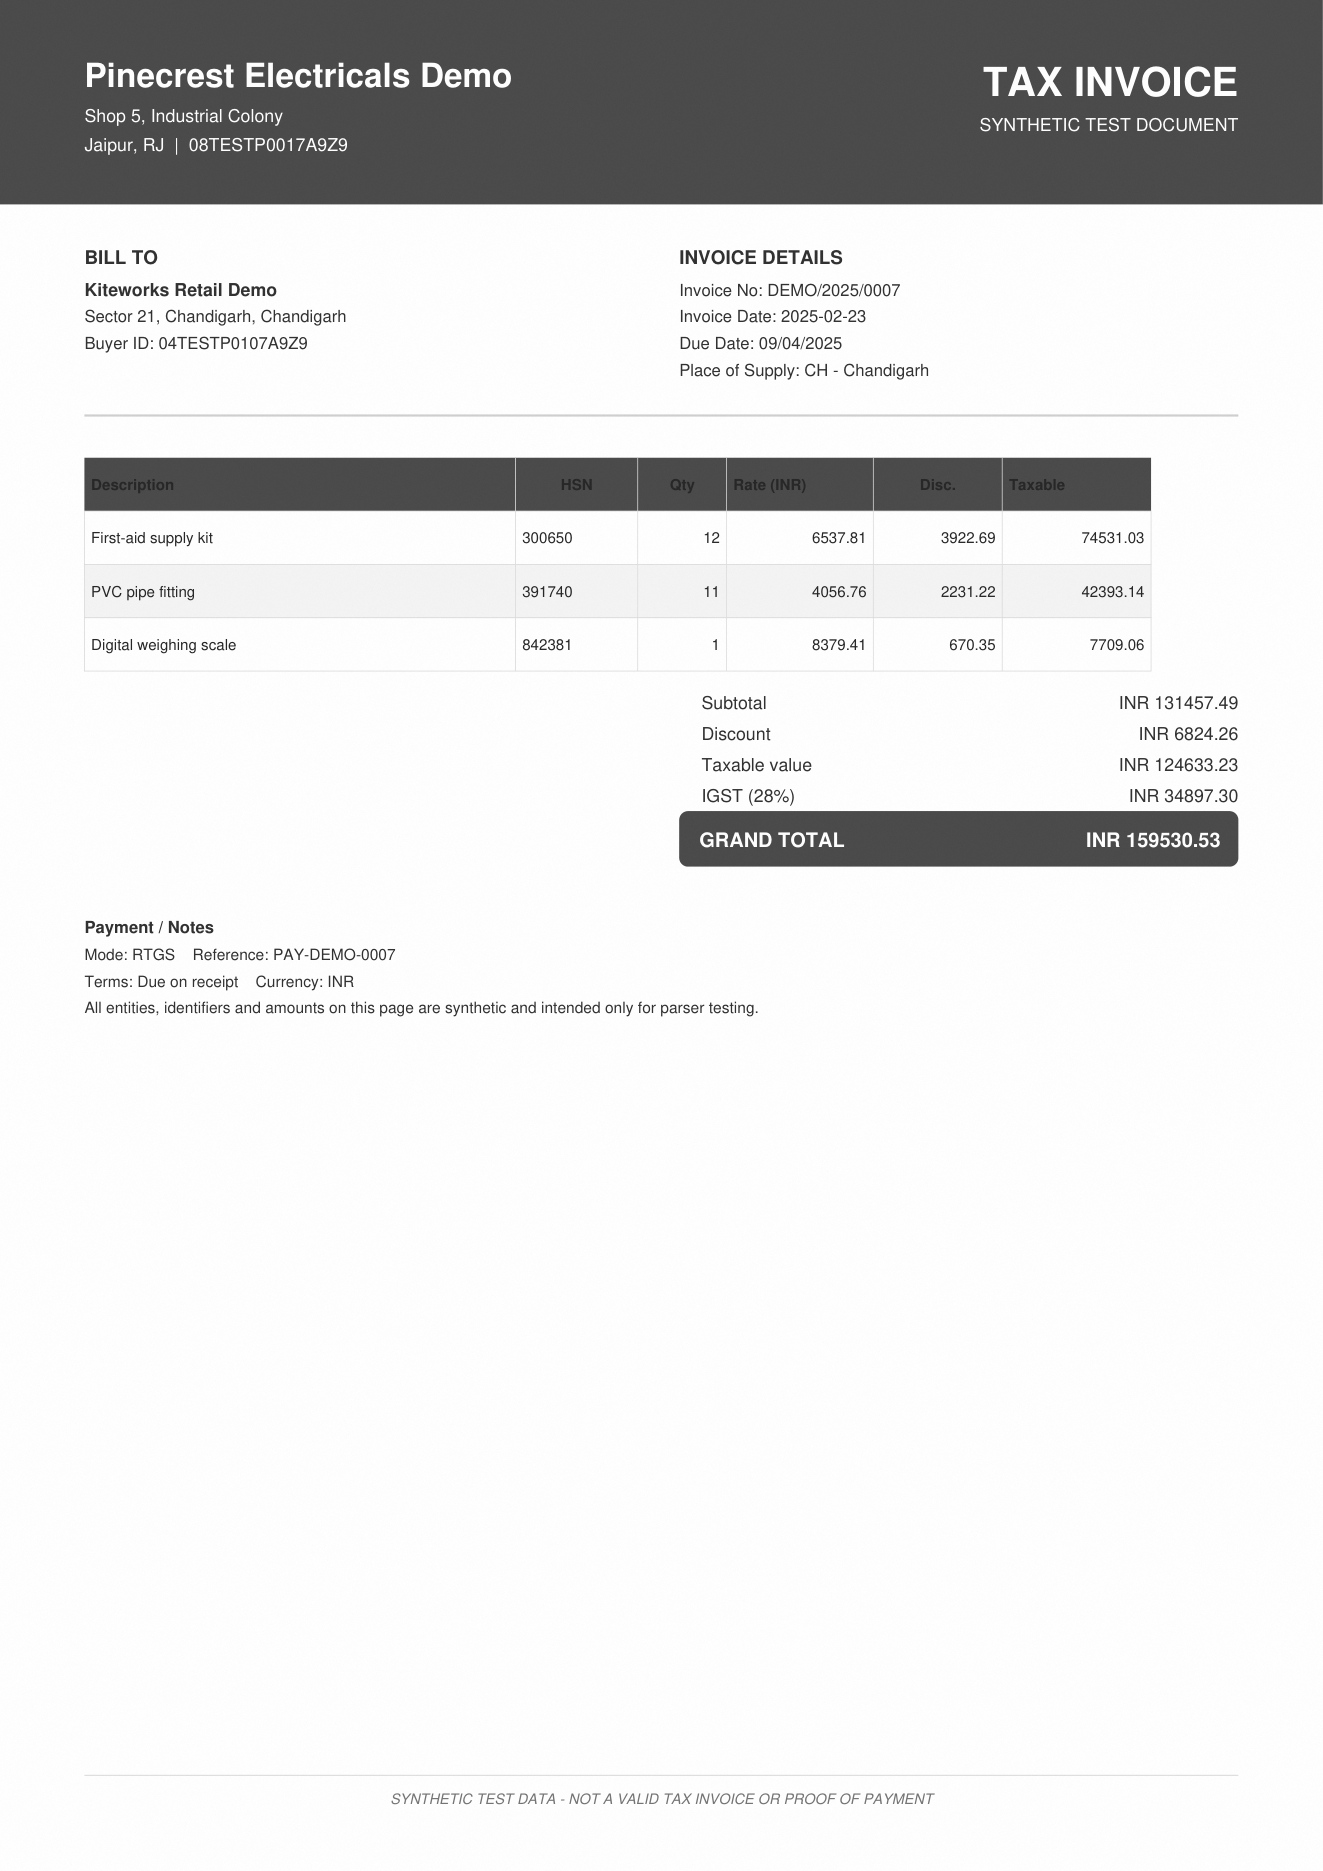 Pinecrest Electricals Demo
Shop 5, Industrial Colony
Jaipur, RJ | 08TESTP0017A9Z9
TAX INVOICE
SYNTHETIC TEST DOCUMENT
BILL TO
Kiteworks Retail Demo
Sector 21, Chandigarh, Chandigarh
Buyer ID: 04TESTP0107A9Z9
INVOICE DETAILS
Invoice No: DEMO/2025/0007
Invoice Date: 2025-02-23
Due Date: 09/04/2025
Place of Supply: CH - Chandigarh
Description HSN Qty Rate (INR) Disc. Taxable
First-aid supply kit 300650 12 6537.81 3922.69 74531.03
PVC pipe fitting 391740 11 4056.76 2231.22 42393.14
Digital weighing scale 842381 1 8379.41 670.35 7709.06
Subtotal INR 131457.49
Discount INR 6824.26
Taxable value INR 124633.23
IGST (28%) INR 34897.30
GRAND TOTAL INR 159530.53
Payment / Notes
Mode: RTGS Reference: PAY-DEMO-0007
Terms: Due on receipt Currency: INR
All entities, identifiers and amounts on this page are synthetic and intended only for parser testing.
SYNTHETIC TEST DATA - NOT A VALID TAX INVOICE OR PROOF OF PAYMENT